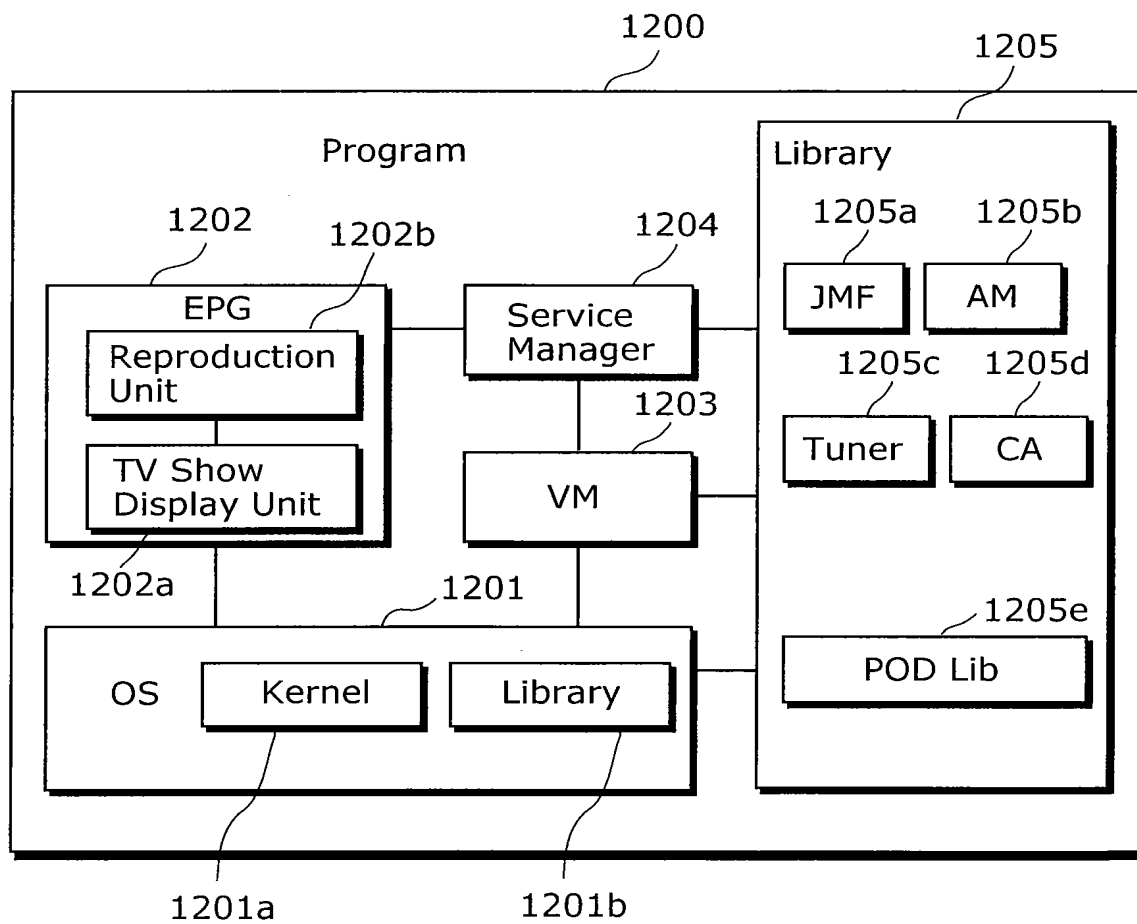 1200
1205
Program
Library
1202
1202b
1204
1205a
1205b
EPG
Reproduction
Unit
Service
Manager
JMF
AM
1203
1205c
1205d
TV Show
Display Unit
VM
Tuner
CA
1202a
1201
1205e
OS
Kernel
Library
POD Lib
1201a
1201b